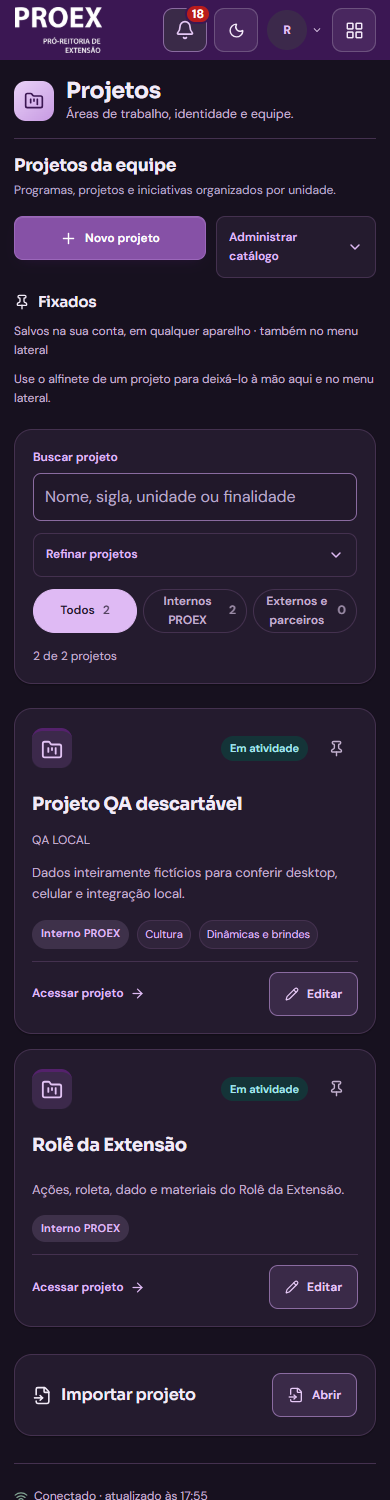 PROEX
PRÓ-REITORIA DE
EXTENSÃO
18
R
Projetos
Áreas de trabalho, identidade e equipe.
Projetos da equipe
Programas, projetos e iniciativas organizados por unidade.
Novo projeto
Administrar
catálogo
Fixados
Salvos na sua conta, em qualquer aparelho · também no menu
lateral
Use o alfinete de um projeto para deixá-lo à mão aqui e no menu
lateral.
Buscar projeto
Nome, sigla, unidade ou finalidade
Refinar projetos
Todos 2
Internos
PROEX
2
Externos e
parceiros
0
2 de 2 projetos
Em atividade
Projeto QA descartável
QA LOCAL
Dados inteiramente fictícios para conferir desktop,
celular e integração local.
Interno PROEX
Cultura
Dinâmicas e brindes
Acessar projeto
Editar
Em atividade
Rolê da Extensão
Ações, roleta, dado e materiais do Rolê da Extensão.
Interno PROEX
Acessar projeto
Editar
Importar projeto
Abrir
Conectado · atualizado às 17:55